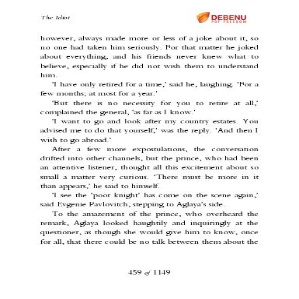 The Idiot
DEBENU
however, always made more or less of a joke about it, so
no one had taken him seriously. For that matter he joked
about everything, and his friends never knew what to
believe, especially if he did not wish them to understand
him.
'I have only retired for a time,' said he, laughing. 'For a
few months; at most for a year.'
'But there is no necessity for you to retire at all,'
complained the general, 'as far as I know.'
'I want to go and look after my country estates. You
advised me to do that yourself,' was the reply. 'And then I
wish to go abroad.'
After a few more expostulations, the conversation
drifted into other channels, but the prince, who had been
an attentive listener, thought all this excitement about so
small a matter very curious. 'There must be more in it
than appears,' he said to himself.
'I see the 'poor knight' has come on the scene again,'
said Evgenie Pavlovitch, stepping to Aglaya's side.
To the amazement of the prince, who overheard the
remark, Aglaya looked haughtily and inquiringly at the
questioner, as though she would give him to know, once
for all, that there could be no talk between them about the
459 of 1149